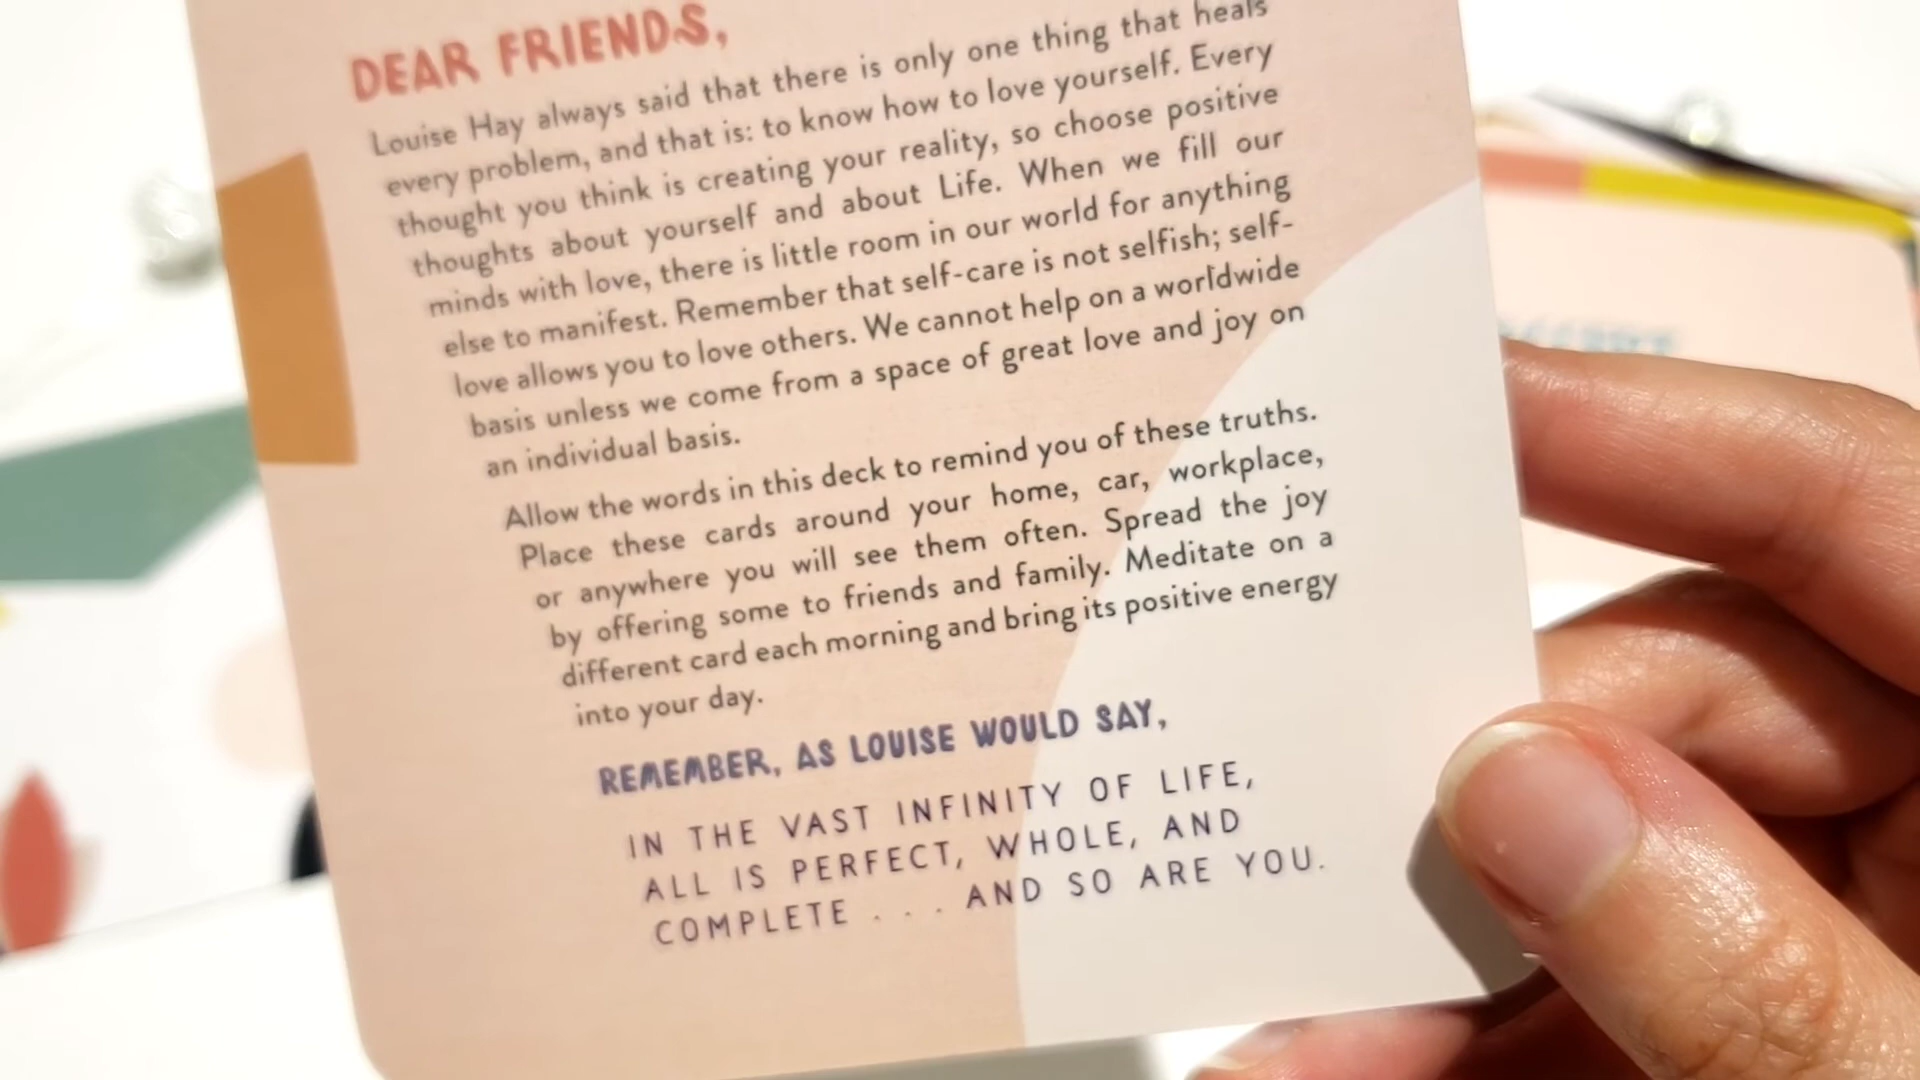 DEAR FRIENDS,
Louise Hay always said that there is only one thing that heals
every problem, and that is: to know how to love yourself. Every
thought you think is creating your reality, so choose positive
thoughts about yourself and about Life. When we fill our
minds with love, there is little room in our world for anything
else to manifest. Remember that self-care is not selfish; self-
love allows you to love others. We cannot help on a worldwide
basis unless we come from a space of great love and joy on
an individual basis.
Allow the words in this deck to remind you of these truths.
Place these cards around your home, car, workplace,
or anywhere you will see them often. Spread the joy
by offering some to friends and family. Meditate on a
different card each morning and bring its positive energy
into your day.
REMEMBER, AS LOUISE WOULD SAY,
IN THE VAST INFINITY OF LIFE,
ALL IS PERFECT, WHOLE, AND
COMPLETE . . . AND SO ARE YOU.